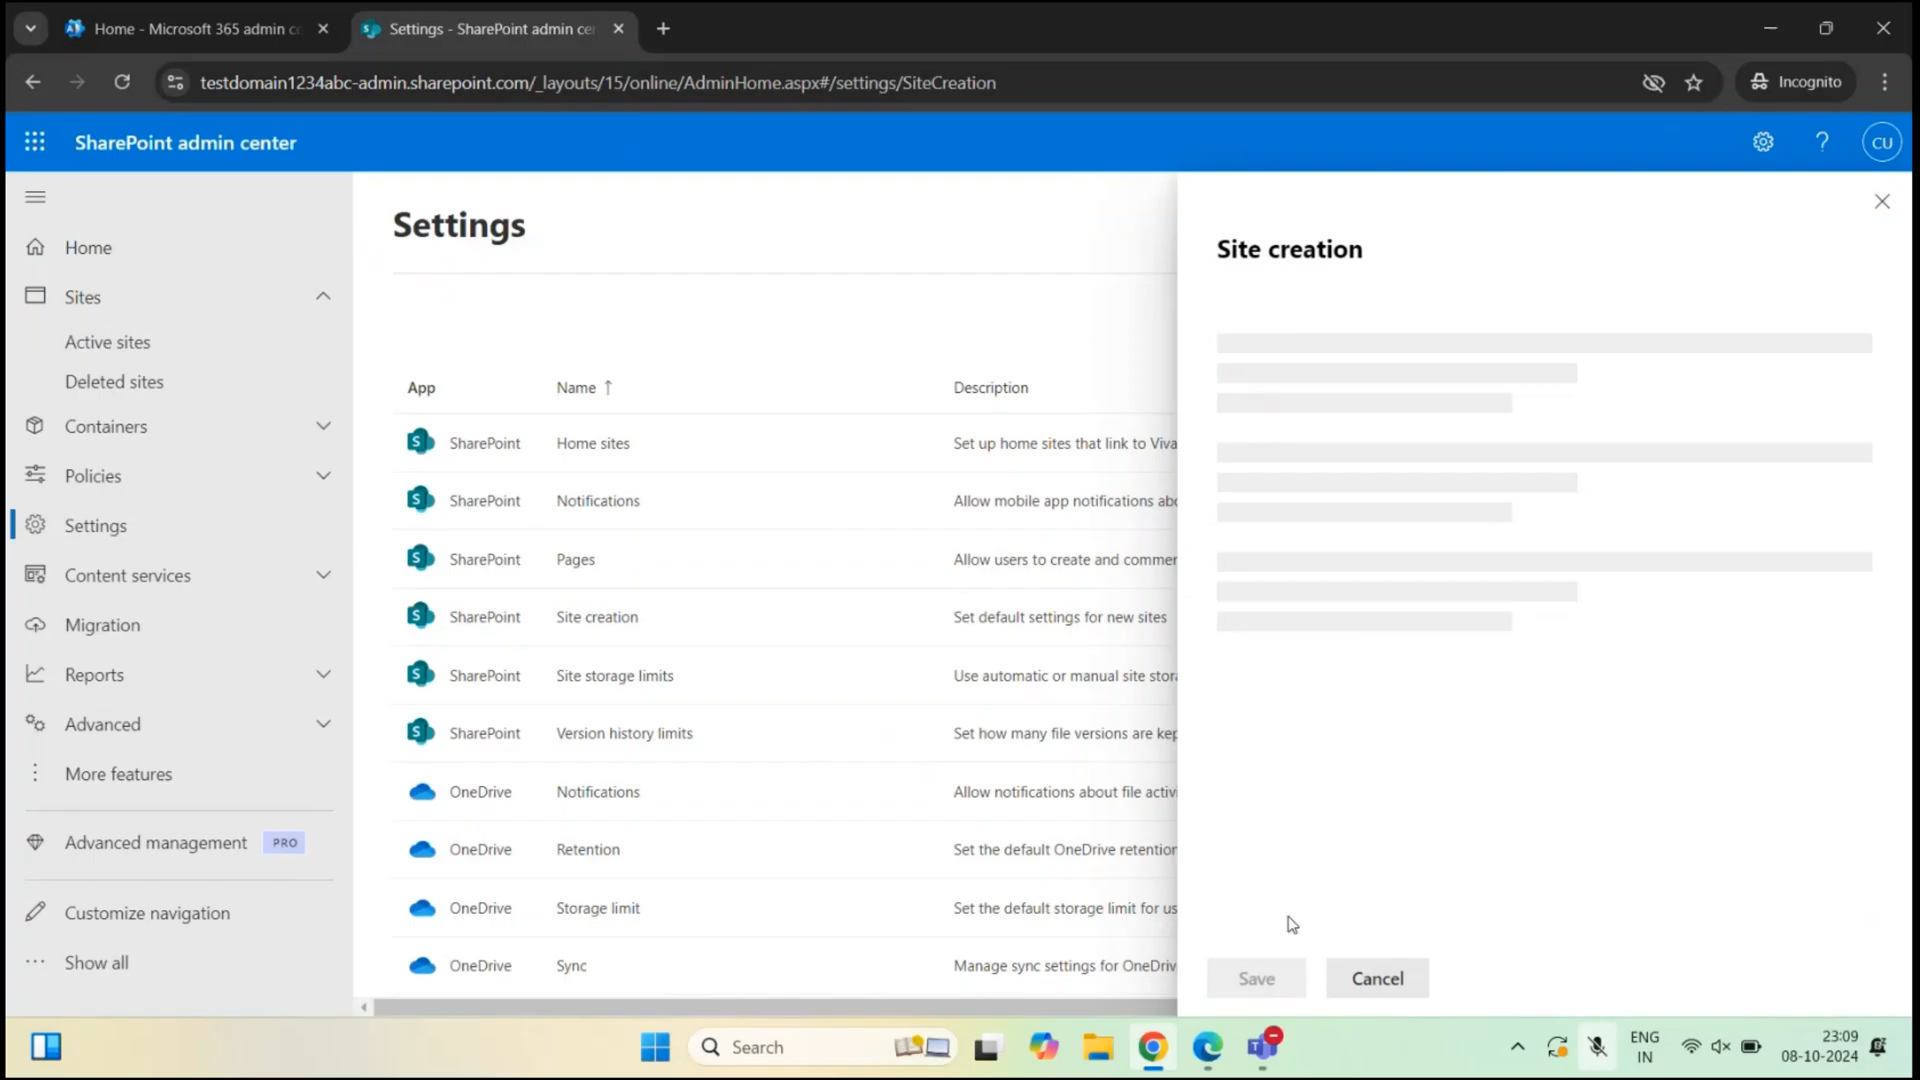 Home - Microsoft 365 admin c
Settings - SharePoint admin cer
testdomain1234abc-admin.sharepoint.com/_layouts/15/online/AdminHome.aspx#/settings/SiteCreation
Incognito
SharePoint admin center
?
CU
Home
Sites
Active sites
Deleted sites
Containers
Policies
Settings
Content services
Migration
Reports
Advanced
More features
Advanced management PRO
Customize navigation
Show all
Settings
App Name ↑ Description
SharePoint Home sites Set up home sites that link to Viva
SharePoint Notifications Allow mobile app notifications abo
SharePoint Pages Allow users to create and commer
SharePoint Site creation Set default settings for new sites
SharePoint Site storage limits Use automatic or manual site stora
SharePoint Version history limits Set how many file versions are kep
OneDrive Notifications Allow notifications about file activi
OneDrive Retention Set the default OneDrive retention
OneDrive Storage limit Set the default storage limit for us
OneDrive Sync Manage sync settings for OneDriv
Site creation
Save
Cancel
Search
ENG
IN
23:09
08-10-2024